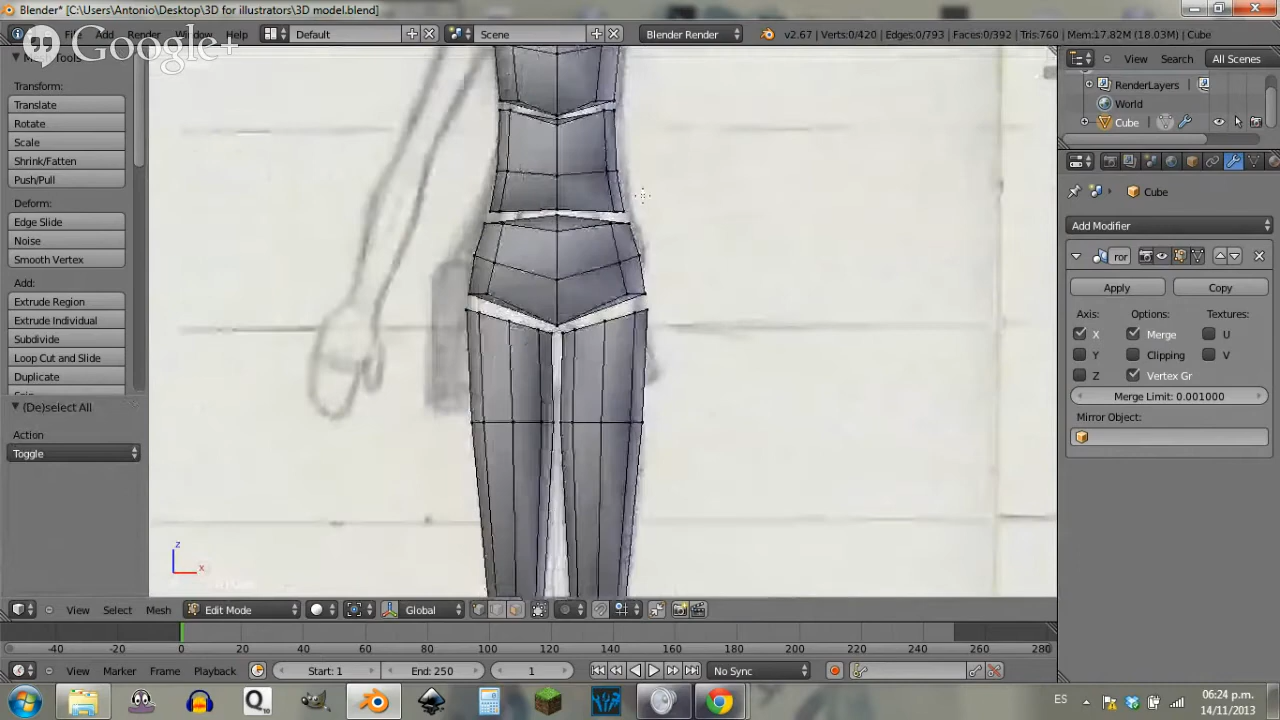 Blender* [C:\Users\Antonio\Desktop\3D for illustrators\3D model.blend]
File Add Render Window Help
Default
Scene
Blender Render
v2.67 | Verts:0/420 | Edges:0/793 | Faces:0/392 | Tris:760 | Mem:17.82M (18.03M) | Cube
Google+
Mesh Tools
Transform:
Translate
Rotate
Scale
Shrink/Fatten
Push/Pull
Deform:
Edge Slide
Noise
Smooth Vertex
Add:
Extrude Region
Extrude Individual
Subdivide
Loop Cut and Slide
Duplicate
(De)select All
Action
Toggle
z
x
View
Select
Mesh
Edit Mode
Global
-40 -20 0 20 40 60 80 100 120 140 160 180 200 220 240 260 280
View
Marker
Frame
Playback
Start: 1
End: 250
1
No Sync
View
Search
All Scenes
RenderLayers
World
Cube
Cube
Add Modifier
ror
Apply
Copy
Axis:
Options:
Textures:
X
Merge
U
Y
Clipping
V
Z
Vertex Gr
Merge Limit: 0.001000
Mirror Object:
Q
10
ES
06:24 p.m.
14/11/2013